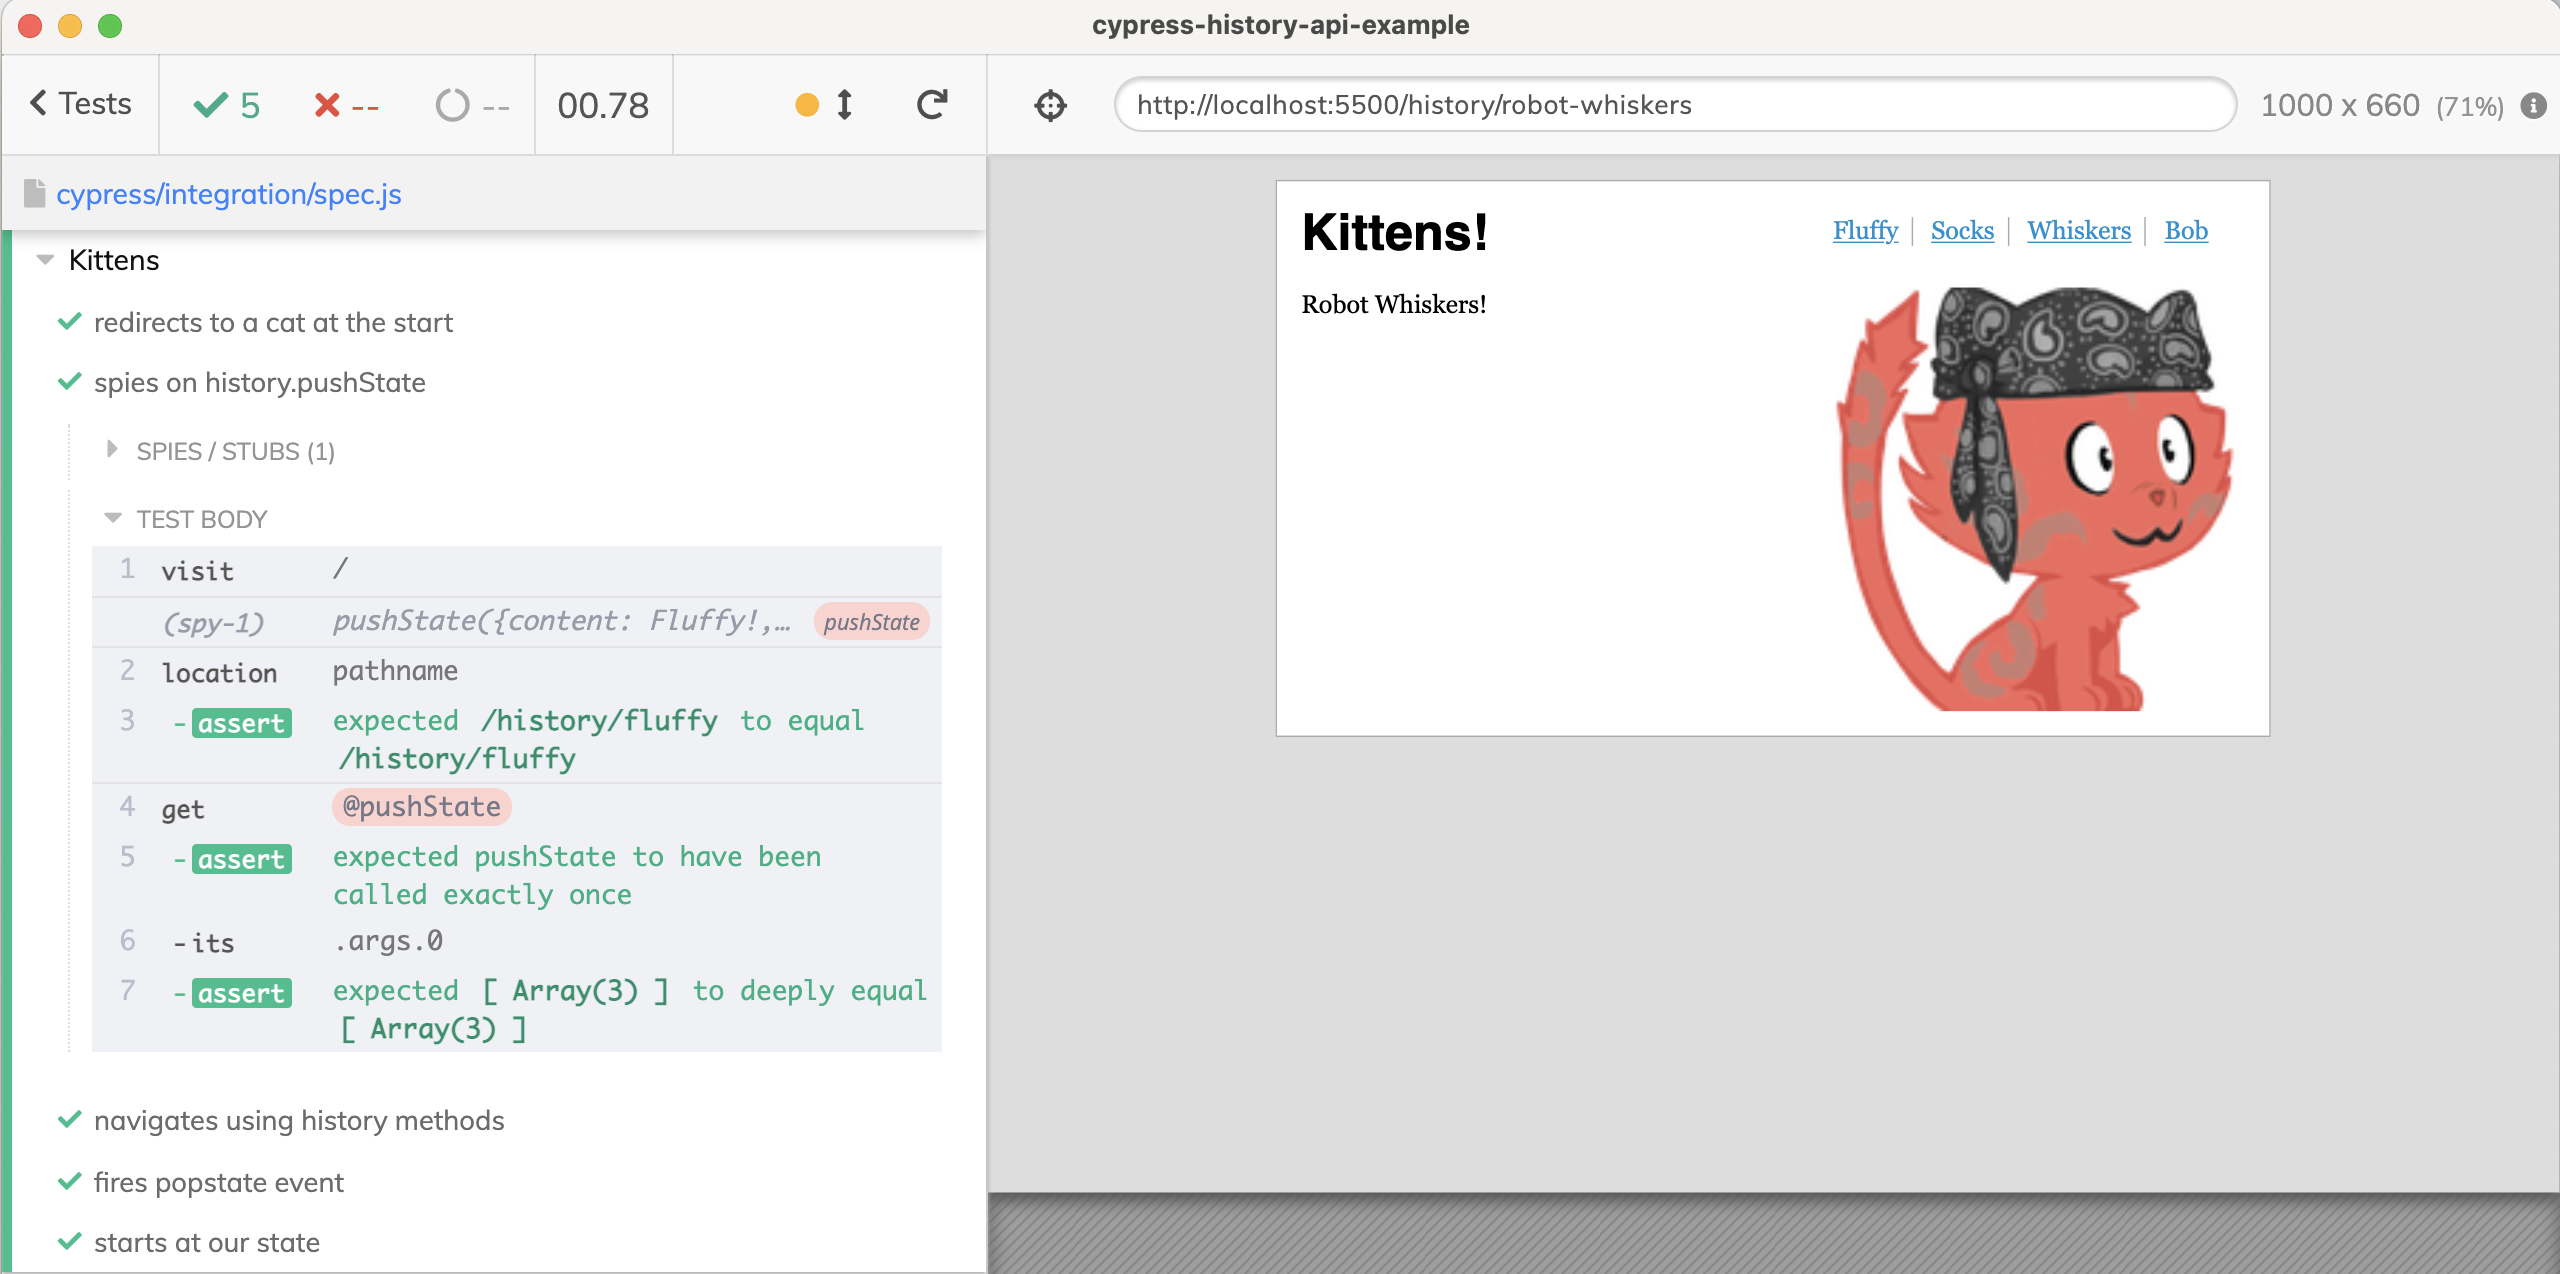 cypress-history-api-example
Tests
5
--
--
00.78
http://localhost:5500/history/robot-whiskers
1000 x 660 (71%)
cypress/integration/spec.js
Kittens
redirects to a cat at the start
spies on history.pushState
SPIES / STUBS (1)
TEST BODY
1 visit /
(spy-1) pushState({content: Fluffy!,… pushState
2 location pathname
3 -assert expected /history/fluffy to equal
/history/fluffy
4 get @pushState
5 -assert expected pushState to have been
called exactly once
6 -its .args.0
7 -assert expected [ Array(3) ] to deeply equal
[ Array(3) ]
navigates using history methods
fires popstate event
starts at our state
Kittens!
Fluffy Socks Whiskers Bob
Robot Whiskers!